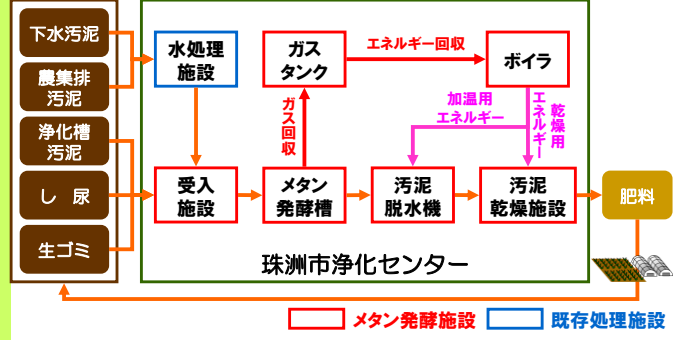 下水汚泥
農集排
汚泥
浄化槽
汚泥
し 尿
生ゴミ
水処理
施設
受入
施設
ガス
タンク
ガス回収
メタン
発酵槽
エネルギー回収
ボイラ
加温用
エネルギー
乾燥用
エネルギー
汚泥
脱水機
汚泥
乾燥施設
肥料
珠洲市浄化センター
メタン発酵施設
既存処理施設